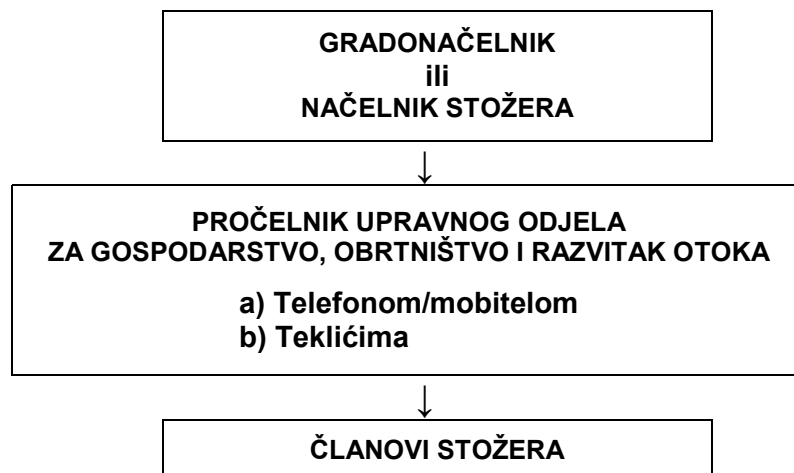 GRADONAČELNIK
ili
NAČELNIK STOŽERA
↓
PROČELNIK UPRAVNOG ODJELA
ZA GOSPODARSTVO, OBRTNIŠTVO I RAZVITAK OTOKA
a) Telefonom/mobitelom
b) Teklićima
↓
ČLANOVI STOŽERA